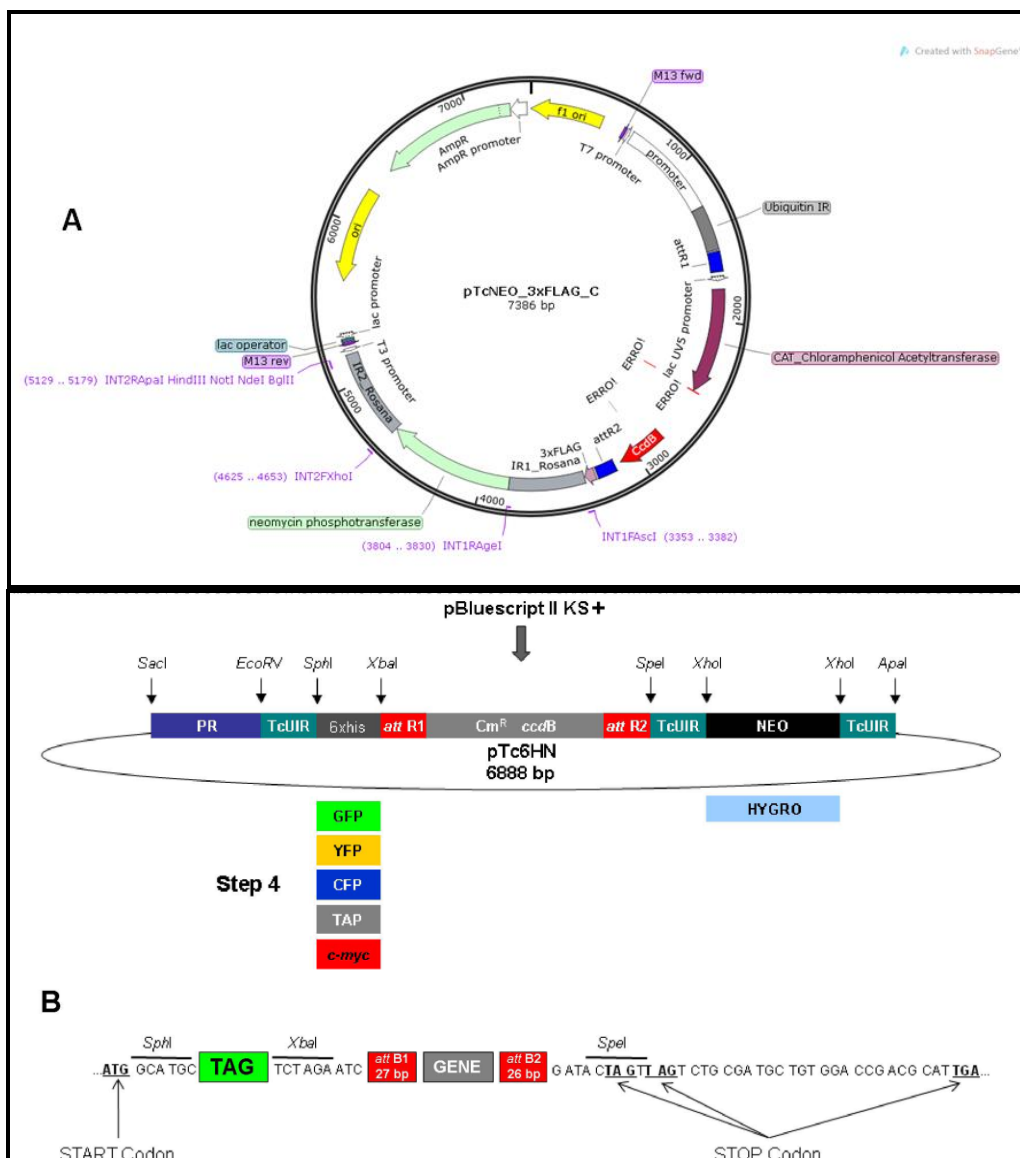 Created with SnapGene®
M13 fwd
7000
f1 ori
AmpR
AmpR promoter
T7 promoter
promoter
1000
Ubiquitin IR
A
6000
ori
attR1
pTcNEO_3xFLAG_C
7386 bp
lac promoter
lac UV5 promoter
2000
lac operator
M13 rev
T3 promoter
ERRO!
ERRO!
ERRO!
CAT_Chloramphenicol Acetyltransferase
(5129 .. 5179) INT2RApaI HindIII NotI NdeI BglII
IR2_Rosana
5000
attR2
3xFLAG
IR1_Rosana
CcdB
3000
(4625 .. 4653) INT2FXhoI
4000
neomycin phosphotransferase
(3804 .. 3830) INT1RAgeI
INT1FAscI (3353 .. 3382)
pBluescript II KS+
SacI EcoRV SphI XbaI SpeI XhoI XhoI ApaI
PR TcUIR 6xhis att R1 CmR ccdB att R2 TcUIR NEO TcUIR
pTc6HN
6888 bp
GFP HYGRO
YFP
Step 4 CFP
TAP
c-myc
B
SphI XbaI SpeI
...ATG GCA TGC TAG TCT AGA ATC att B1 27 bp GENE att B2 26 bp G ATA CTA GTT AGT CTG CGA TGC TGT GGA CCG ACG CAT TGA...
START Codon STOP Codon